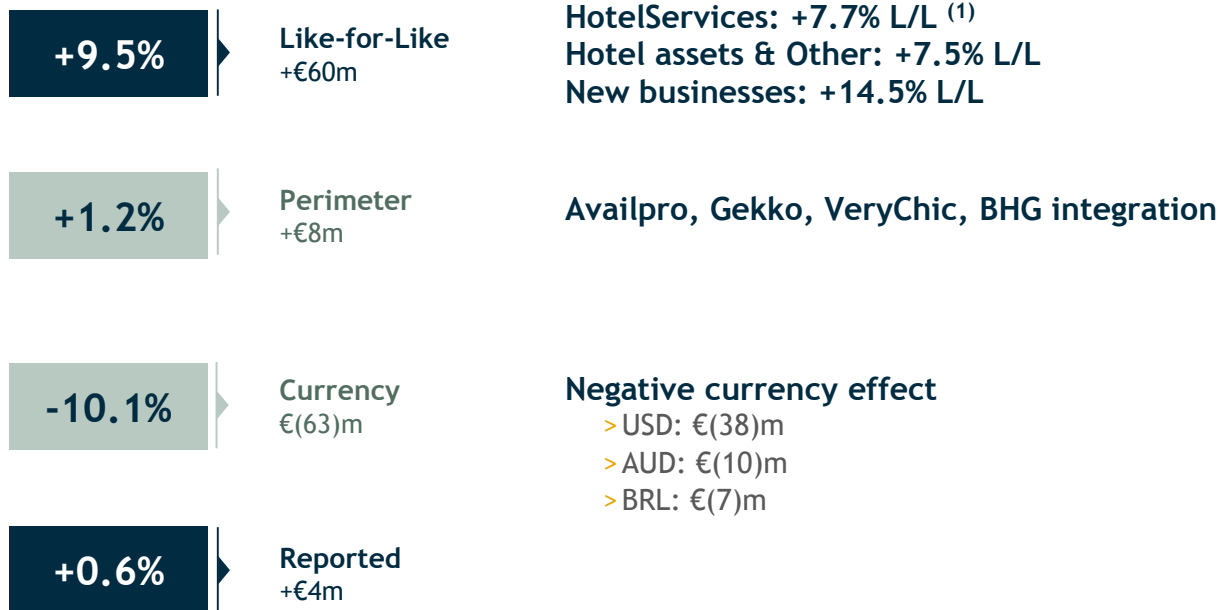 +9.5%
Like-for-Like
+€60m
HotelServices: +7.7% L/L (1)
Hotel assets & Other: +7.5% L/L
New businesses: +14.5% L/L
+1.2%
Perimeter
+€8m
Availpro, Gekko, VeryChic, BHG integration
-10.1%
Currency
€(63)m
Negative currency effect
> USD: €(38)m
> AUD: €(10)m
> BRL: €(7)m
+0.6%
Reported
+€4m